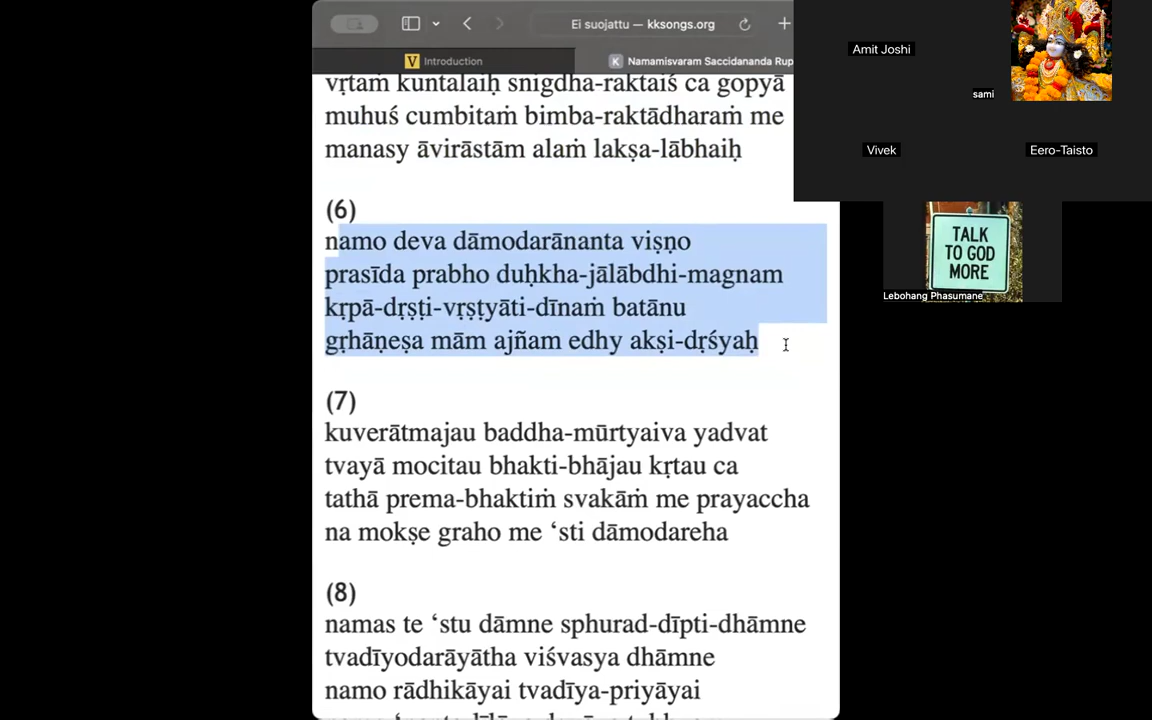 Ei suojattu — kksongs.org
Introduction
Namamisvaram Saccidananda Rup
vṛtaṁ kuntalaiḥ snigdha-raktaiś ca gopyā
muhuś cumbitaṁ bimba-raktādharaṁ me
manasy āvirāstām alaṁ lakṣa-lābhaiḥ
(6)
namo deva dāmodarānanta viṣṇo
prasīda prabho duḥkha-jālābdhi-magnam
kṛpā-dṛṣṭi-vṛṣṭyāti-dīnaṁ batānu
gṛhāṇeṣa mām ajñam edhy akṣi-dṛśyaḥ
(7)
kuverātmajau baddha-mūrtyaiva yadvat
tvayā mocitau bhakti-bhājau kṛtau ca
tathā prema-bhaktiṁ svakāṁ me prayaccha
na mokṣe graho me ‘sti dāmodareha
(8)
namas te ‘stu dāmne sphurad-dīpti-dhāmne
tvadīyodarāyātha viśvasya dhāmne
namo rādhikāyai tvadīya-priyāyai
Amit Joshi
sami
Vivek
Eero-Taisto
TALK
TO GOD
MORE
Lebohang Phasumane